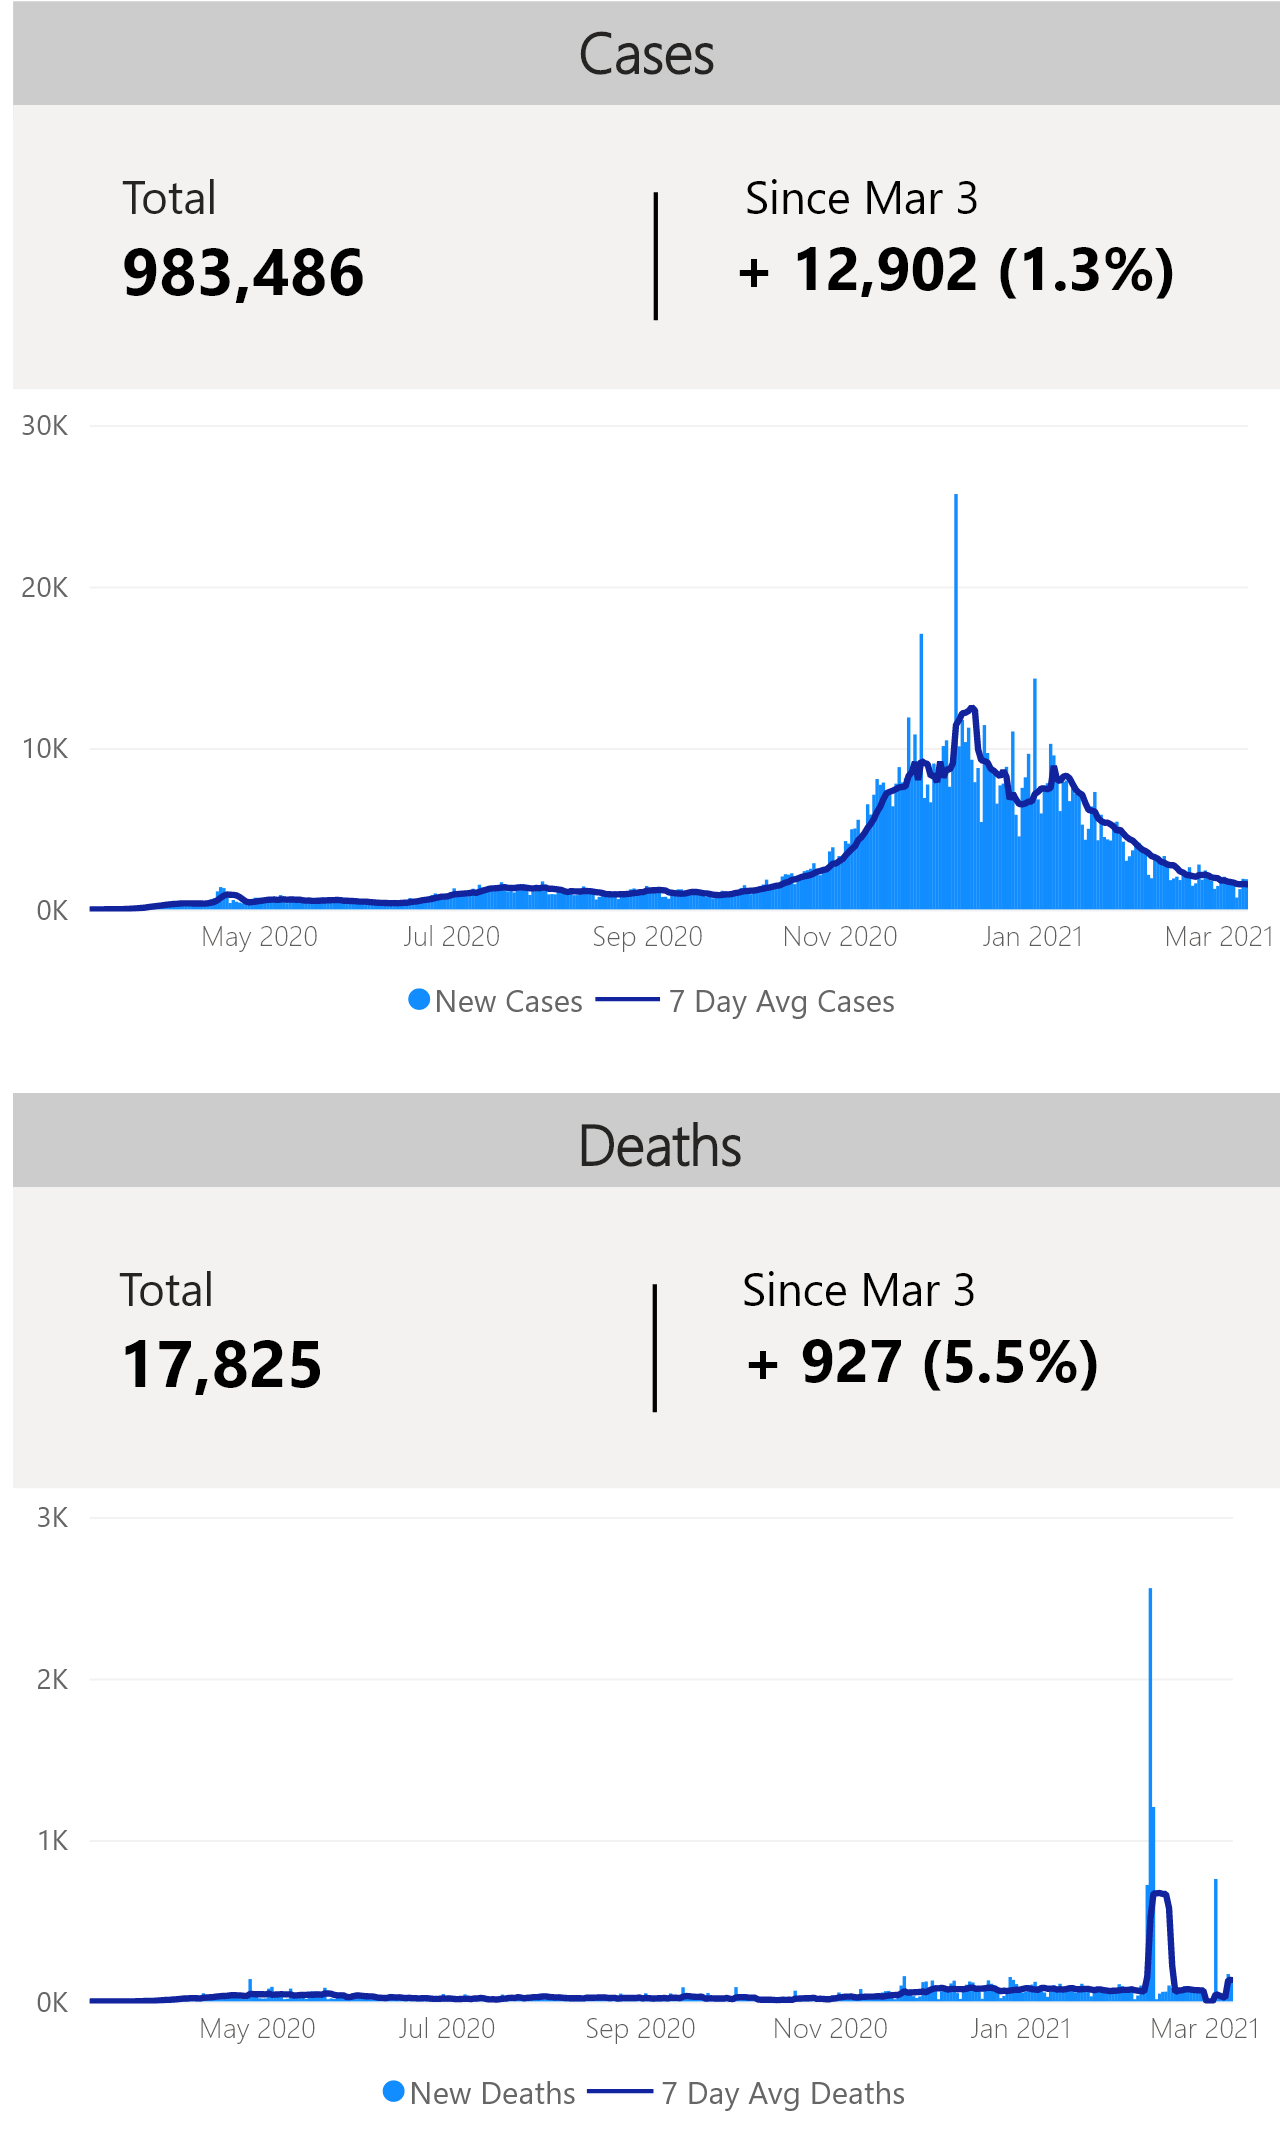 Cases
Total
Since Mar 3
983,486
+ 12,902 (1.3%)
30K
20K
10K
0K
May 2020
Jul 2020
Sep 2020
Nov 2020
Jan 2021
Mar 2021
New Cases
7 Day Avg Cases
Deaths
Total
Since Mar 3
17,825
+ 927 (5.5%)
3K
2K
1K
0K
May 2020
Jul 2020
Sep 2020
Nov 2020
Jan 2021
Mar 2021
New Deaths
7 Day Avg Deaths